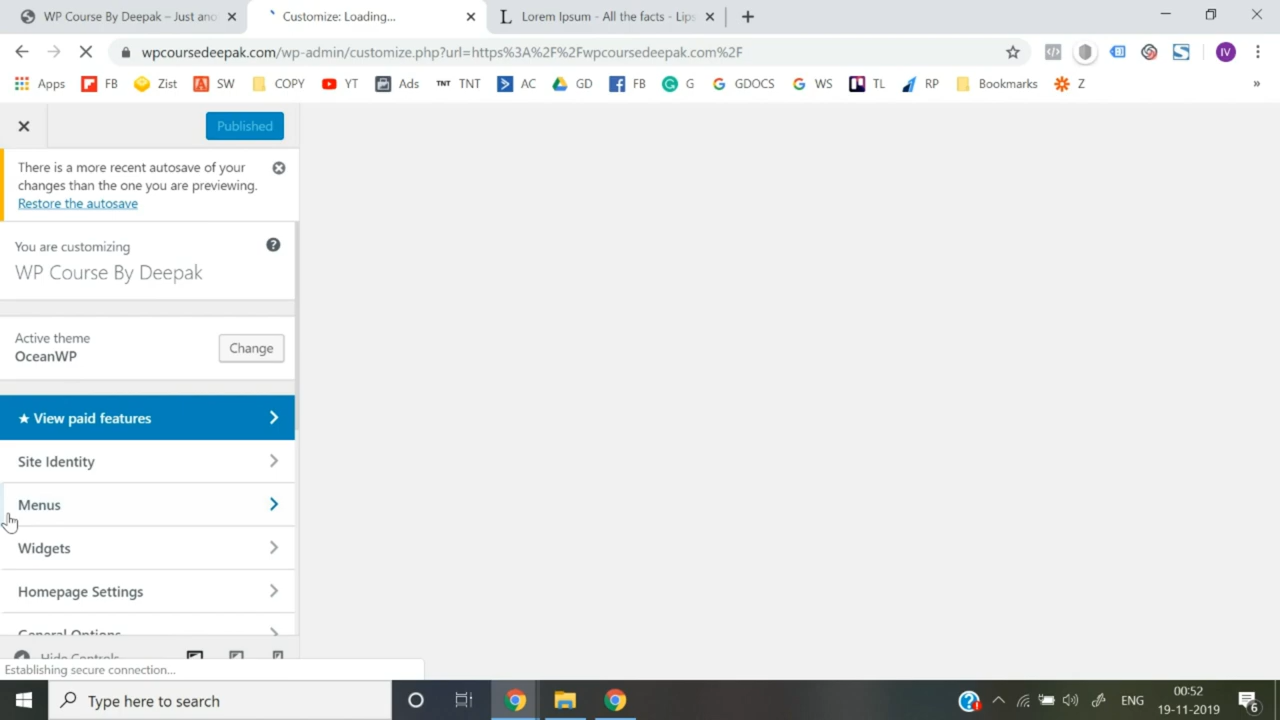 WP Course By Deepak – Just ano
Customize: Loading...
Lorem Ipsum - All the facts - Lips
wpcoursedeepak.com/wp-admin/customize.php?url=https%3A%2F%2Fwpcoursedeepak.com%2F
IV
Apps FB Zist SW COPY YT Ads TNT TNT AC GD FB G GDOCS WS TL RP Bookmarks Z »
Published
There is a more recent autosave of your
changes than the one you are previewing.
Restore the autosave
You are customizing
WP Course By Deepak
Active theme
OceanWP
Change
★ View paid features
Site Identity
Menus
Widgets
Homepage Settings
General Options
Hide Controls
Establishing secure connection...
Type here to search
ENG
00:52
19-11-2019
6